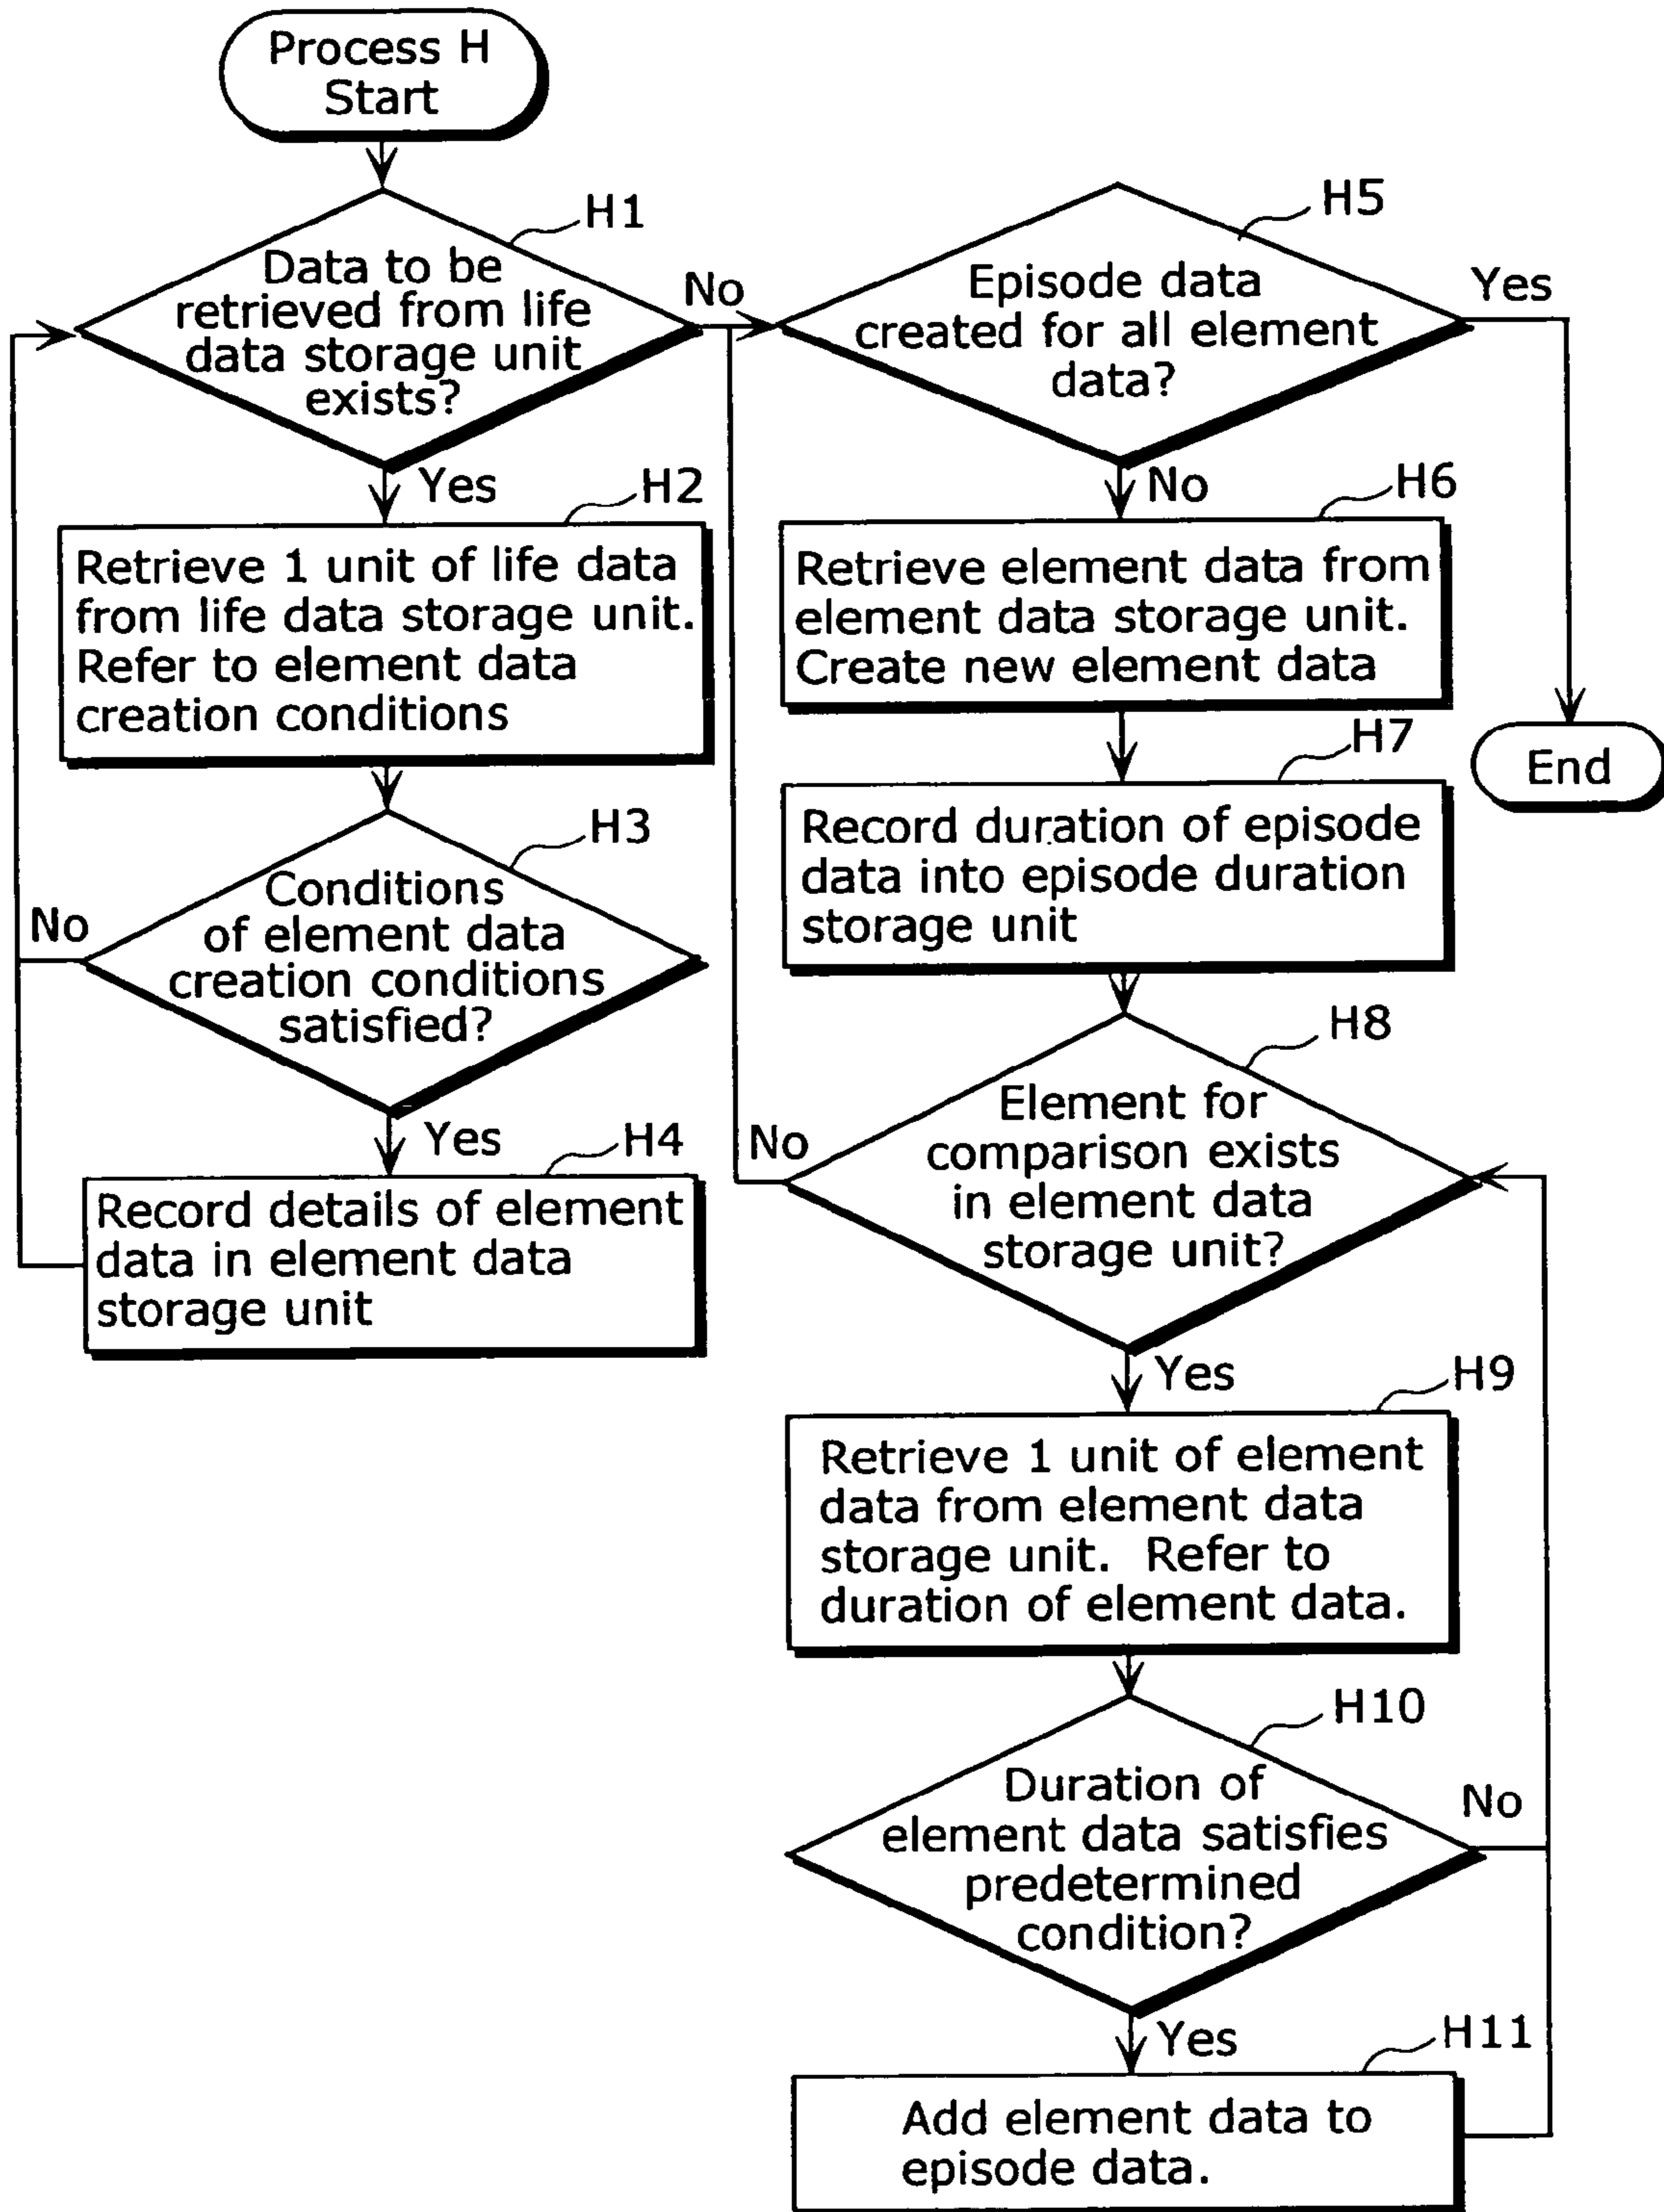 Process H
Start
H1
Data to be
retrieved from life
data storage unit
exists?
No
Yes
H2
Retrieve 1 unit of life data
from life data storage unit.
Refer to element data
creation conditions
H3
Conditions
of element data
creation conditions
satisfied?
No
Yes
H4
Record details of element
data in element data
storage unit
H5
Episode data
created for all element
data?
Yes
No
End
H6
Retrieve element data from
element data storage unit.
Create new element data
H7
Record duration of episode
data into episode duration
storage unit
H8
Element for
comparison exists
in element data
storage unit?
No
Yes
H9
Retrieve 1 unit of element
data from element data
storage unit.  Refer to
duration of element data.
H10
Duration of
element data satisfies
predetermined
condition?
No
Yes
H11
Add element data to
episode data.